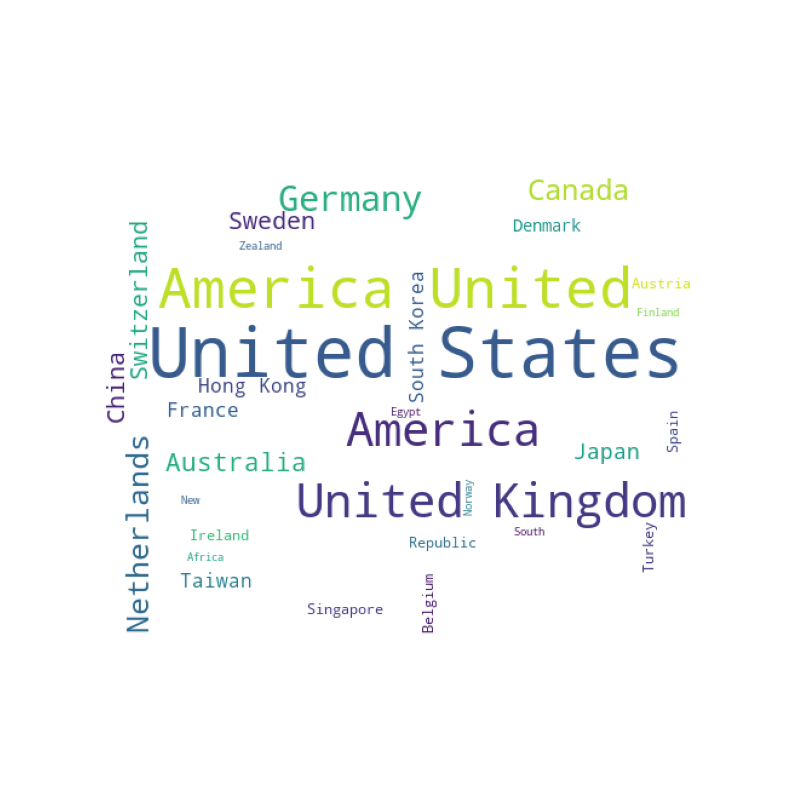 Germany
Canada
Sweden
Denmark
Zealand
Switzerland
America United
Austria
South Korea
Finland
United States
China
Hong Kong
France
Egypt
America
Spain
Japan
Australia
Netherlands
New
United Kingdom
Norway
Ireland
South
Republic
Turkey
Africa
Taiwan
Singapore
Belgium